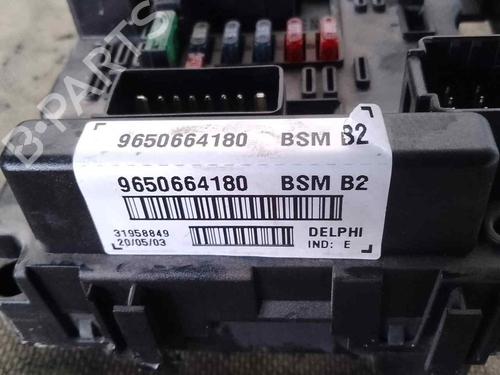 9650664180 BSM B2
9650664180 BSM B2
31958849
20/05/03
DELPHI
IND: E
B-PARTS